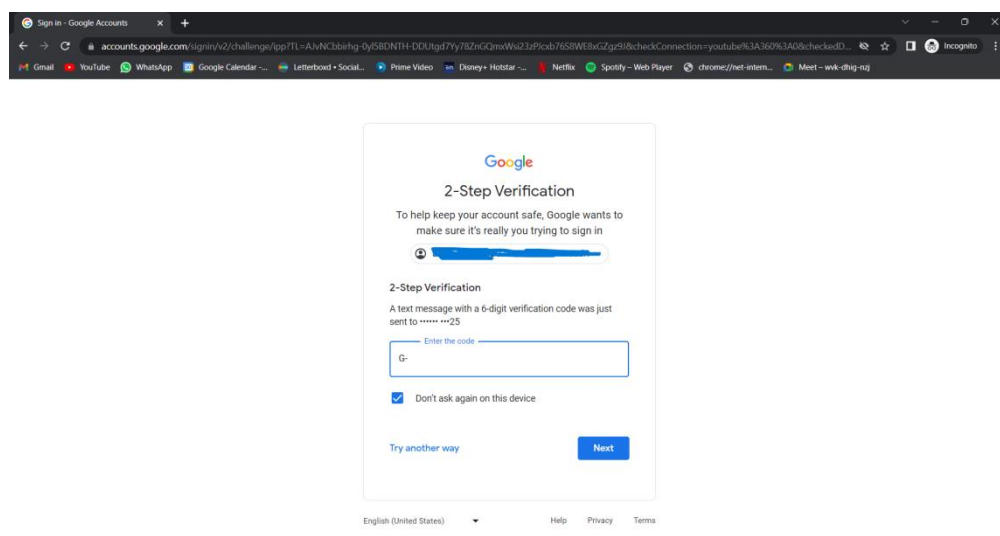 Sign in - Google Accounts
accounts.google.com/signin/v2/challenge/ipp?TL=AJvNCbbirhg-0yl5BDNTH-DDUtgd7Yy78ZnGQmxWsi23zPJcxb76S8WE8xGZgz9J&checkConnection=youtube%3A360%3A0&checkedD...
Incognito
Gmail YouTube WhatsApp Google Calendar -... Letterboxd • Social... Prime Video Disney+ Hotstar -... Netflix Spotify – Web Player chrome://net-intern... Meet – wvk-dhig-nzj
Google
2-Step Verification
To help keep your account safe, Google wants to
make sure it's really you trying to sign in
2-Step Verification
A text message with a 6-digit verification code was just
sent to •••••• •••25
Enter the code
G-
Don't ask again on this device
Try another way
Next
English (United States) Help Privacy Terms